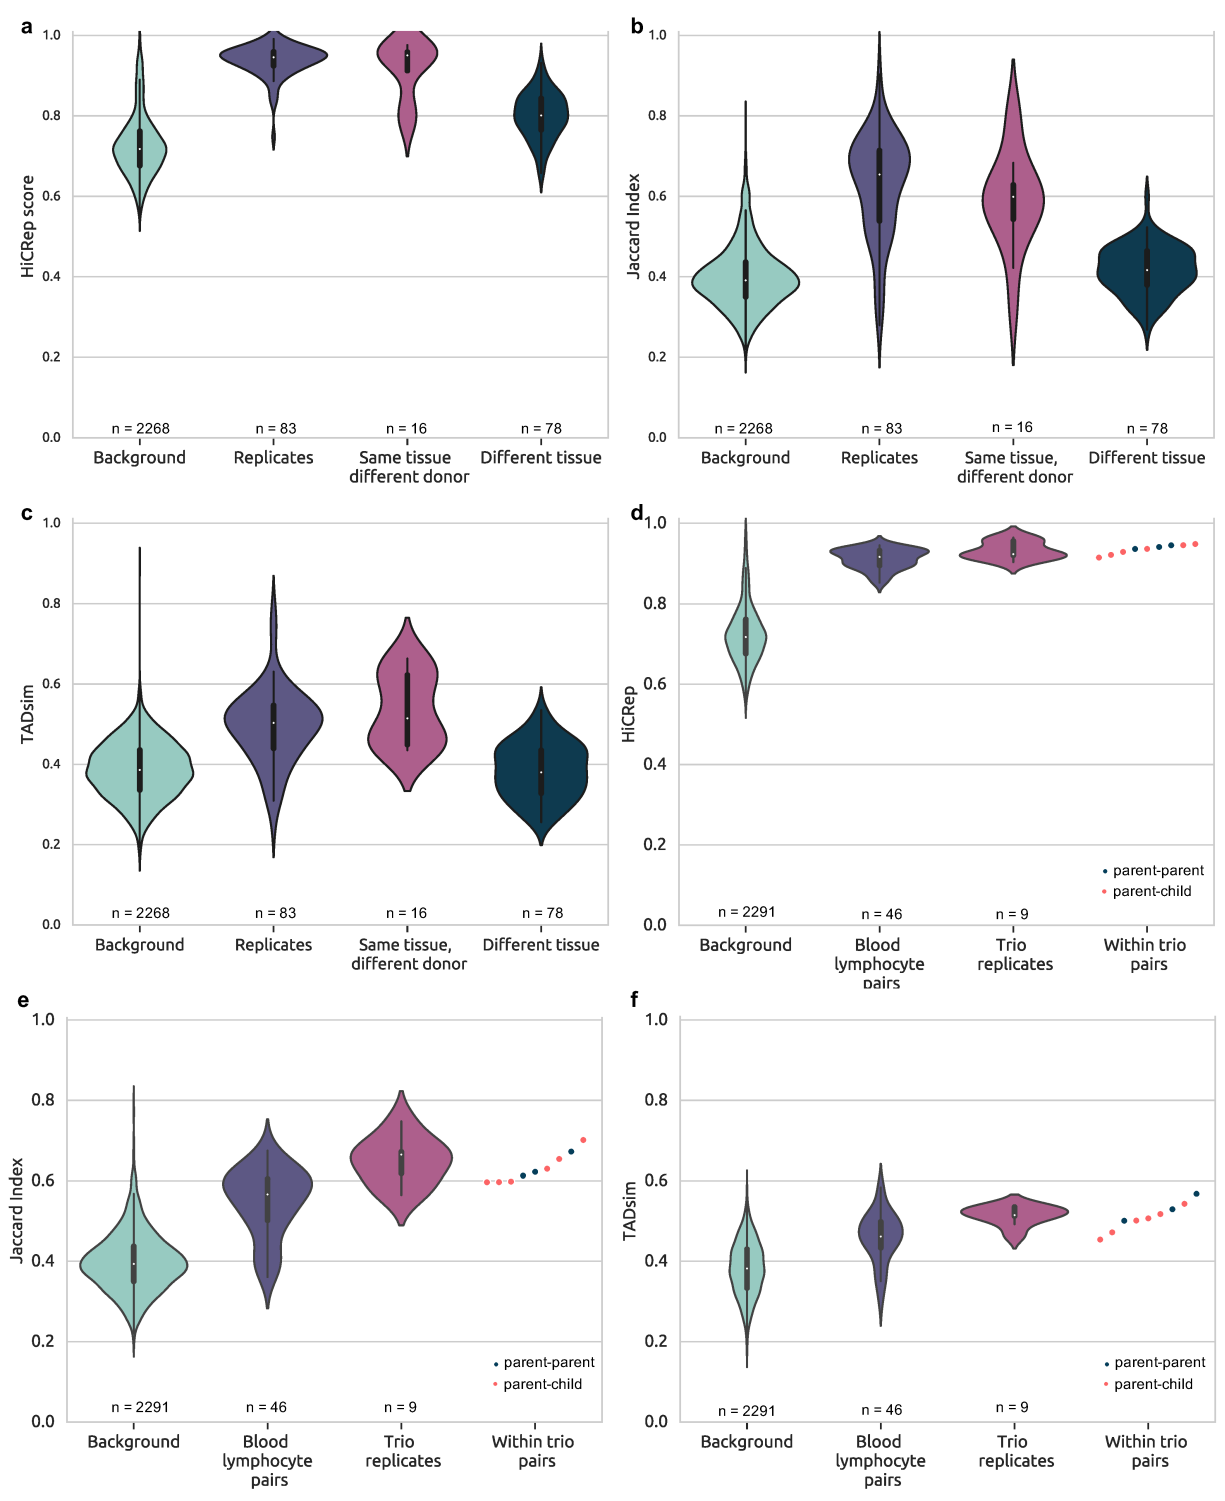 a
HiCRep score
1.0
0.8
0.6
0.4
0.2
0.0
n = 2268
n = 83
n = 16
n = 78
Background
Replicates
Same tissue
different donor
Different tissue
b
Jaccard Index
1.0
0.8
0.6
0.4
0.2
0.0
n = 2268
n = 83
n = 16
n = 78
Background
Replicates
Same tissue,
different donor
Different tissue
c
TADsim
1.0
0.8
0.6
0.4
0.2
0.0
n = 2268
n = 83
n = 16
n = 78
Background
Replicates
Same tissue,
different donor
Different tissue
d
HiCRep
1.0
0.8
0.6
0.4
0.2
0.0
parent-parent
parent-child
n = 2291
n = 46
n = 9
Background
Blood
lymphocyte
pairs
Trio
replicates
Within trio
pairs
e
Jaccard Index
1.0
0.8
0.6
0.4
0.2
0.0
parent-parent
parent-child
n = 2291
n = 46
n = 9
Background
Blood
lymphocyte
pairs
Trio
replicates
Within trio
pairs
f
TADsim
1.0
0.8
0.6
0.4
0.2
0.0
parent-parent
parent-child
n = 2291
n = 46
n = 9
Background
Blood
lymphocyte
pairs
Trio
replicates
Within trio
pairs